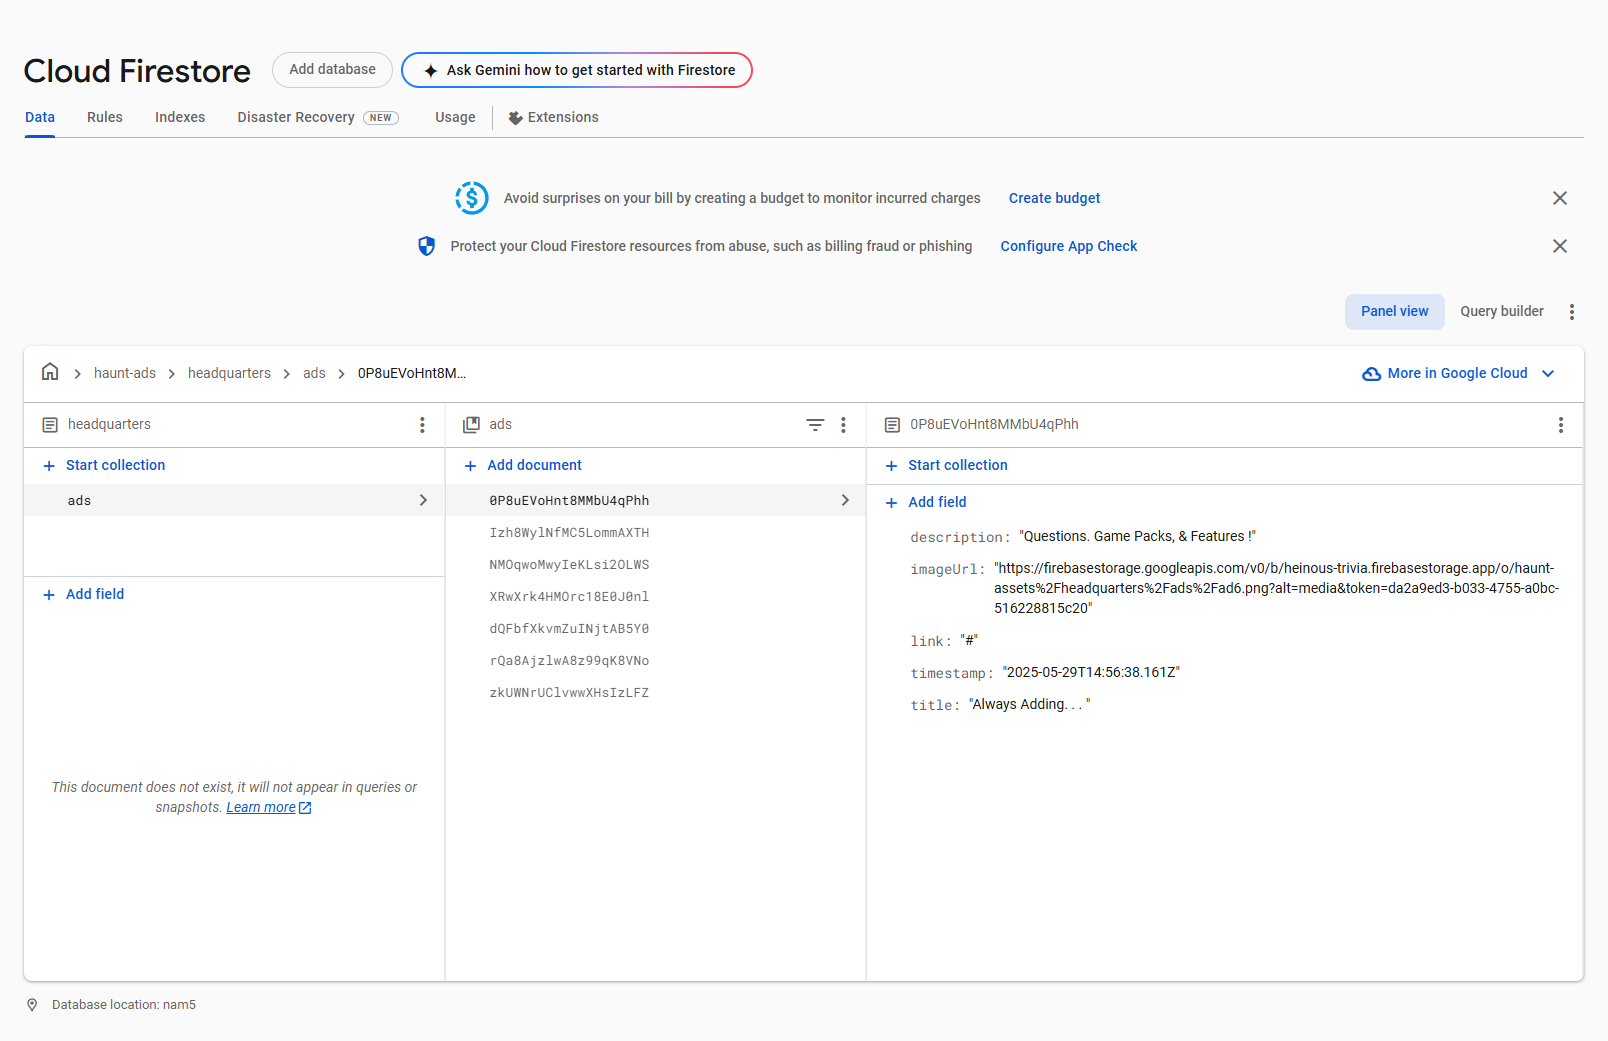 Cloud Firestore
Add database
Ask Gemini how to get started with Firestore
Data
Rules
Indexes
Disaster Recovery
NEW
Usage
Extensions
Avoid surprises on your bill by creating a budget to monitor incurred charges
Create budget
Protect your Cloud Firestore resources from abuse, such as billing fraud or phishing
Configure App Check
Panel view
Query builder
haunt-ads
headquarters
ads
0P8uEVoHnt8M...
More in Google Cloud
headquarters
Start collection
ads
Add field
This document does not exist, it will not appear in queries or
snapshots. Learn more
ads
Add document
0P8uEVoHnt8MMbU4qPhh
Izh8WylNfMC5LommAXTH
NMOqwoMwyIeKLsi2OLWS
XRwXrk4HMOrc18E0J0nl
dQFbfXkvmZuINjtAB5Y0
rQa8AjzlwA8z99qK8VNo
zkUWNrUClvwwXHsIzLFZ
0P8uEVoHnt8MMbU4qPhh
Start collection
Add field
description: "Questions. Game Packs, & Features !"
imageUrl: "https://firebasestorage.googleapis.com/v0/b/heinous-trivia.firebasestorage.app/o/haunt-
assets%2Fheadquarters%2Fads%2Fad6.png?alt=media&token=da2a9ed3-b033-4755-a0bc-
516228815c20"
link: "#"
timestamp: "2025-05-29T14:56:38.161Z"
title: "Always Adding. . . "
Database location: nam5